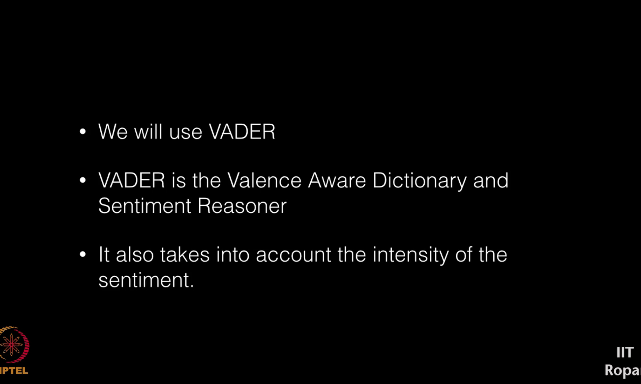 • We will use VADER
• VADER is the Valence Aware Dictionary and
Sentiment Reasoner
• It also takes into account the intensity of the
sentiment.
IPTEL
IIT
Ropa